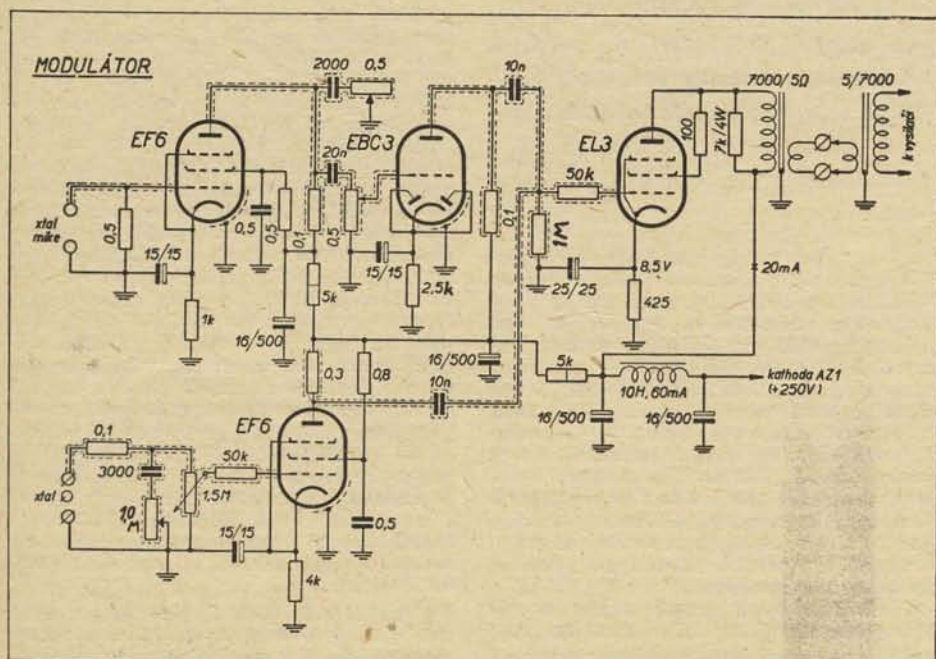 MODULÁTOR
2000
0,5
10n
7000/5Ω
5/7000
EF6
EBC3
EL3
100
7k/4W
k vysílači
20n
50k
xtal
mike
0,5
0,5
0,5
0,1
0,5
0,1
1M
15/15
15/15
25/25
8,5V
20mA
1k
5k
2,5k
425
16/500
16/500
5k
0,3
0,8
10n
10H, 60mA
kathoda AZ1
(+250V)
16/500
16/500
EF6
0,1
50k
3000
xtal
1,5M
1,0
M
15/15
0,5
4k